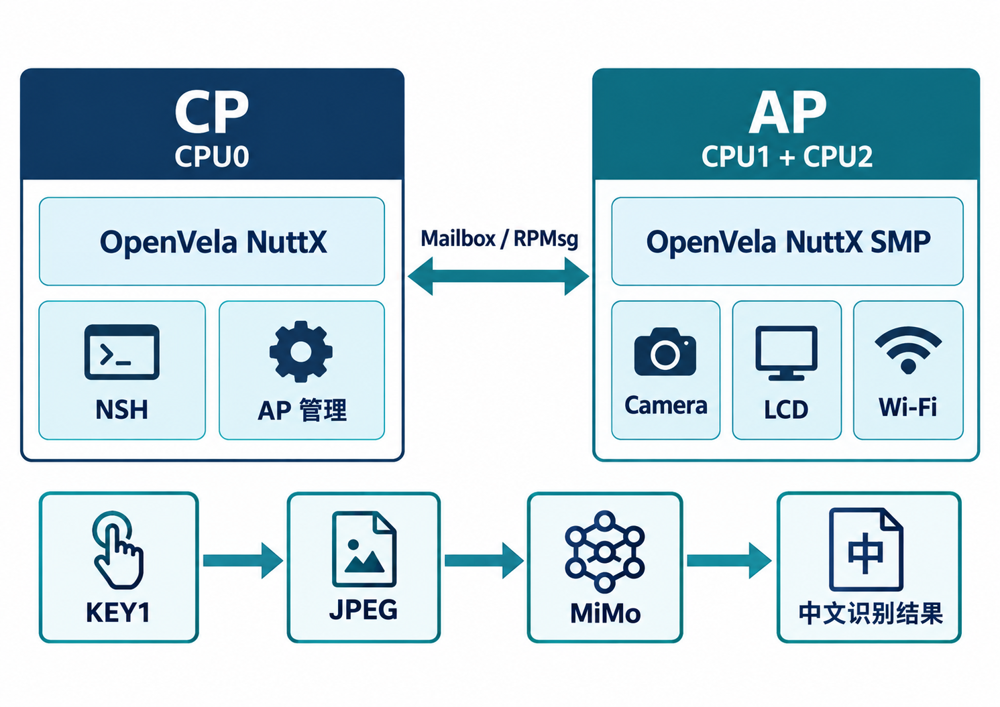 CP
CPU0
OpenVela NuttX
NSH
AP 管理
Mailbox / RPMsg
AP
CPU1 + CPU2
OpenVela NuttX SMP
Camera
LCD
Wi-Fi
KEY1
JPEG
MiMo
中
中文识别结果